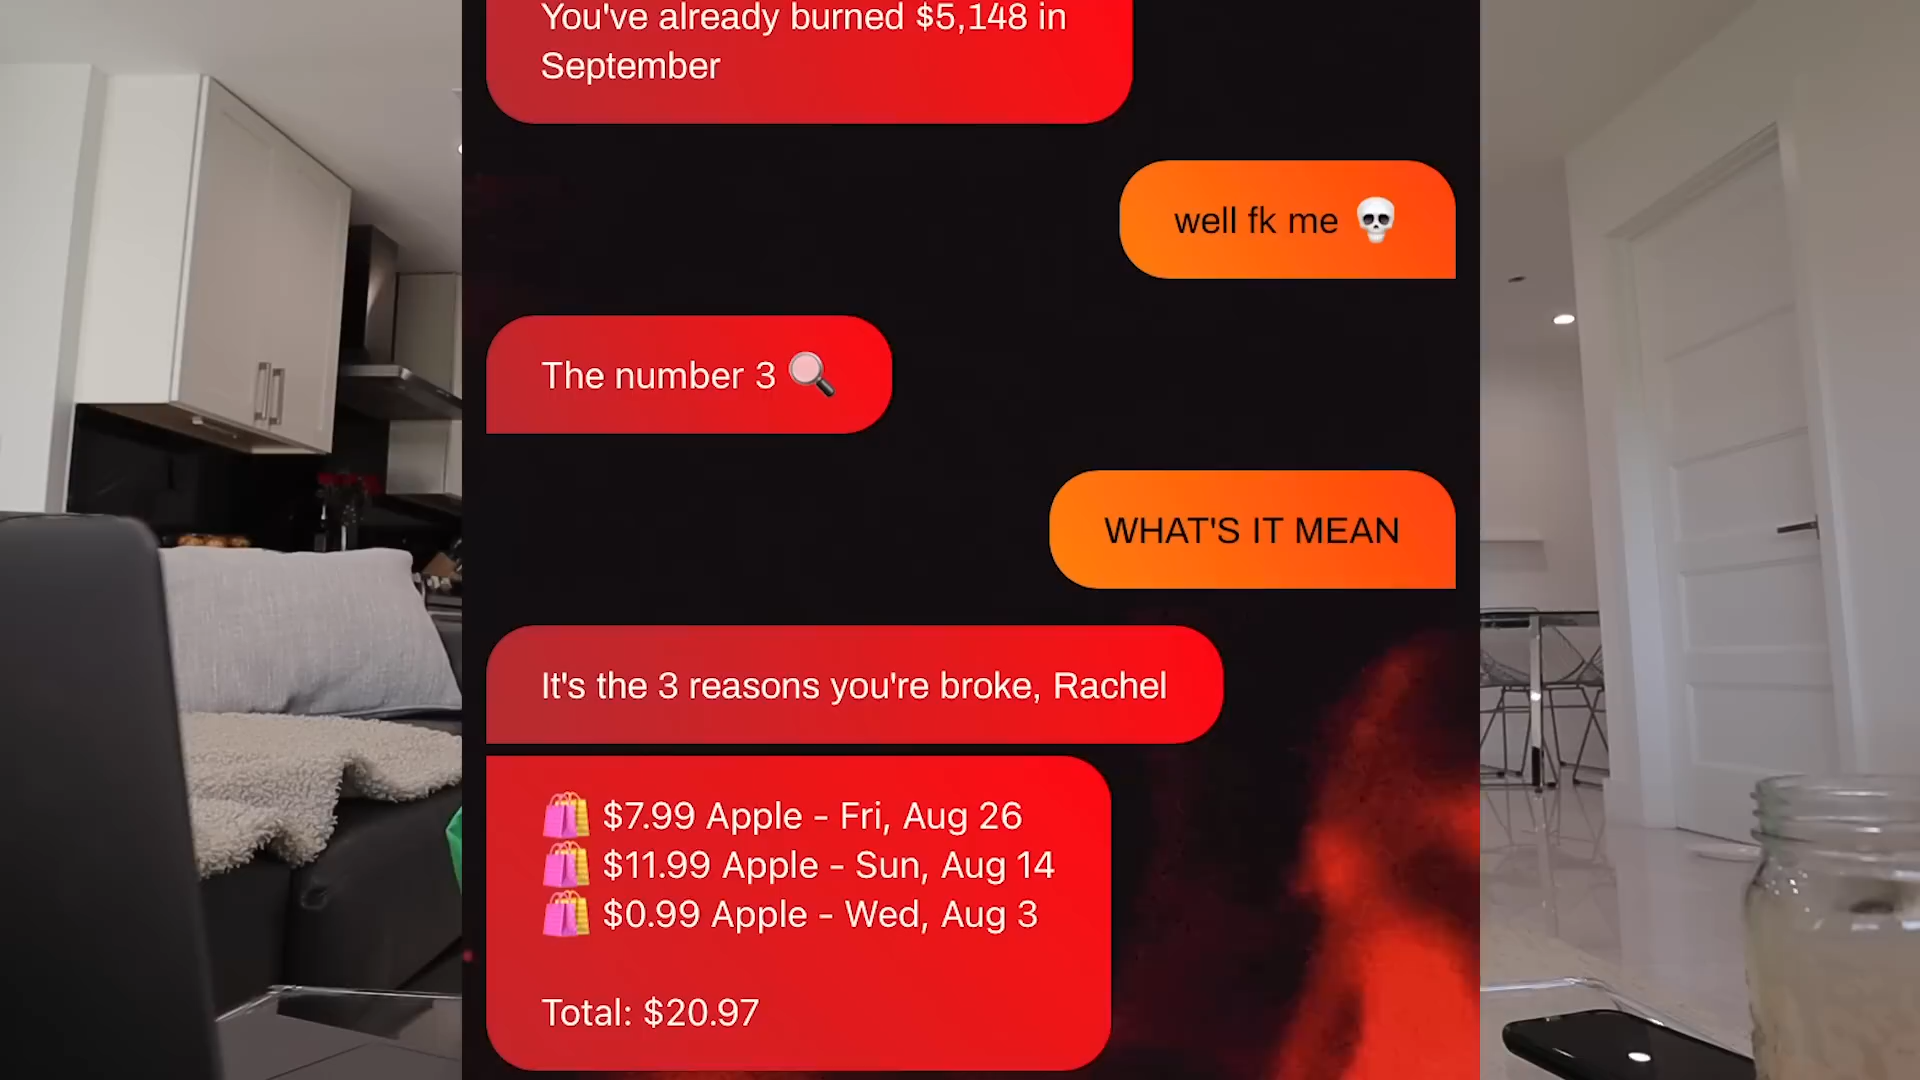 You've already burned $5,148 in
September
well fk me 💀
The number 3 🔍
WHAT'S IT MEAN
It's the 3 reasons you're broke, Rachel
🛍️ $7.99 Apple - Fri, Aug 26
🛍️ $11.99 Apple - Sun, Aug 14
🛍️ $0.99 Apple - Wed, Aug 3
Total: $20.97